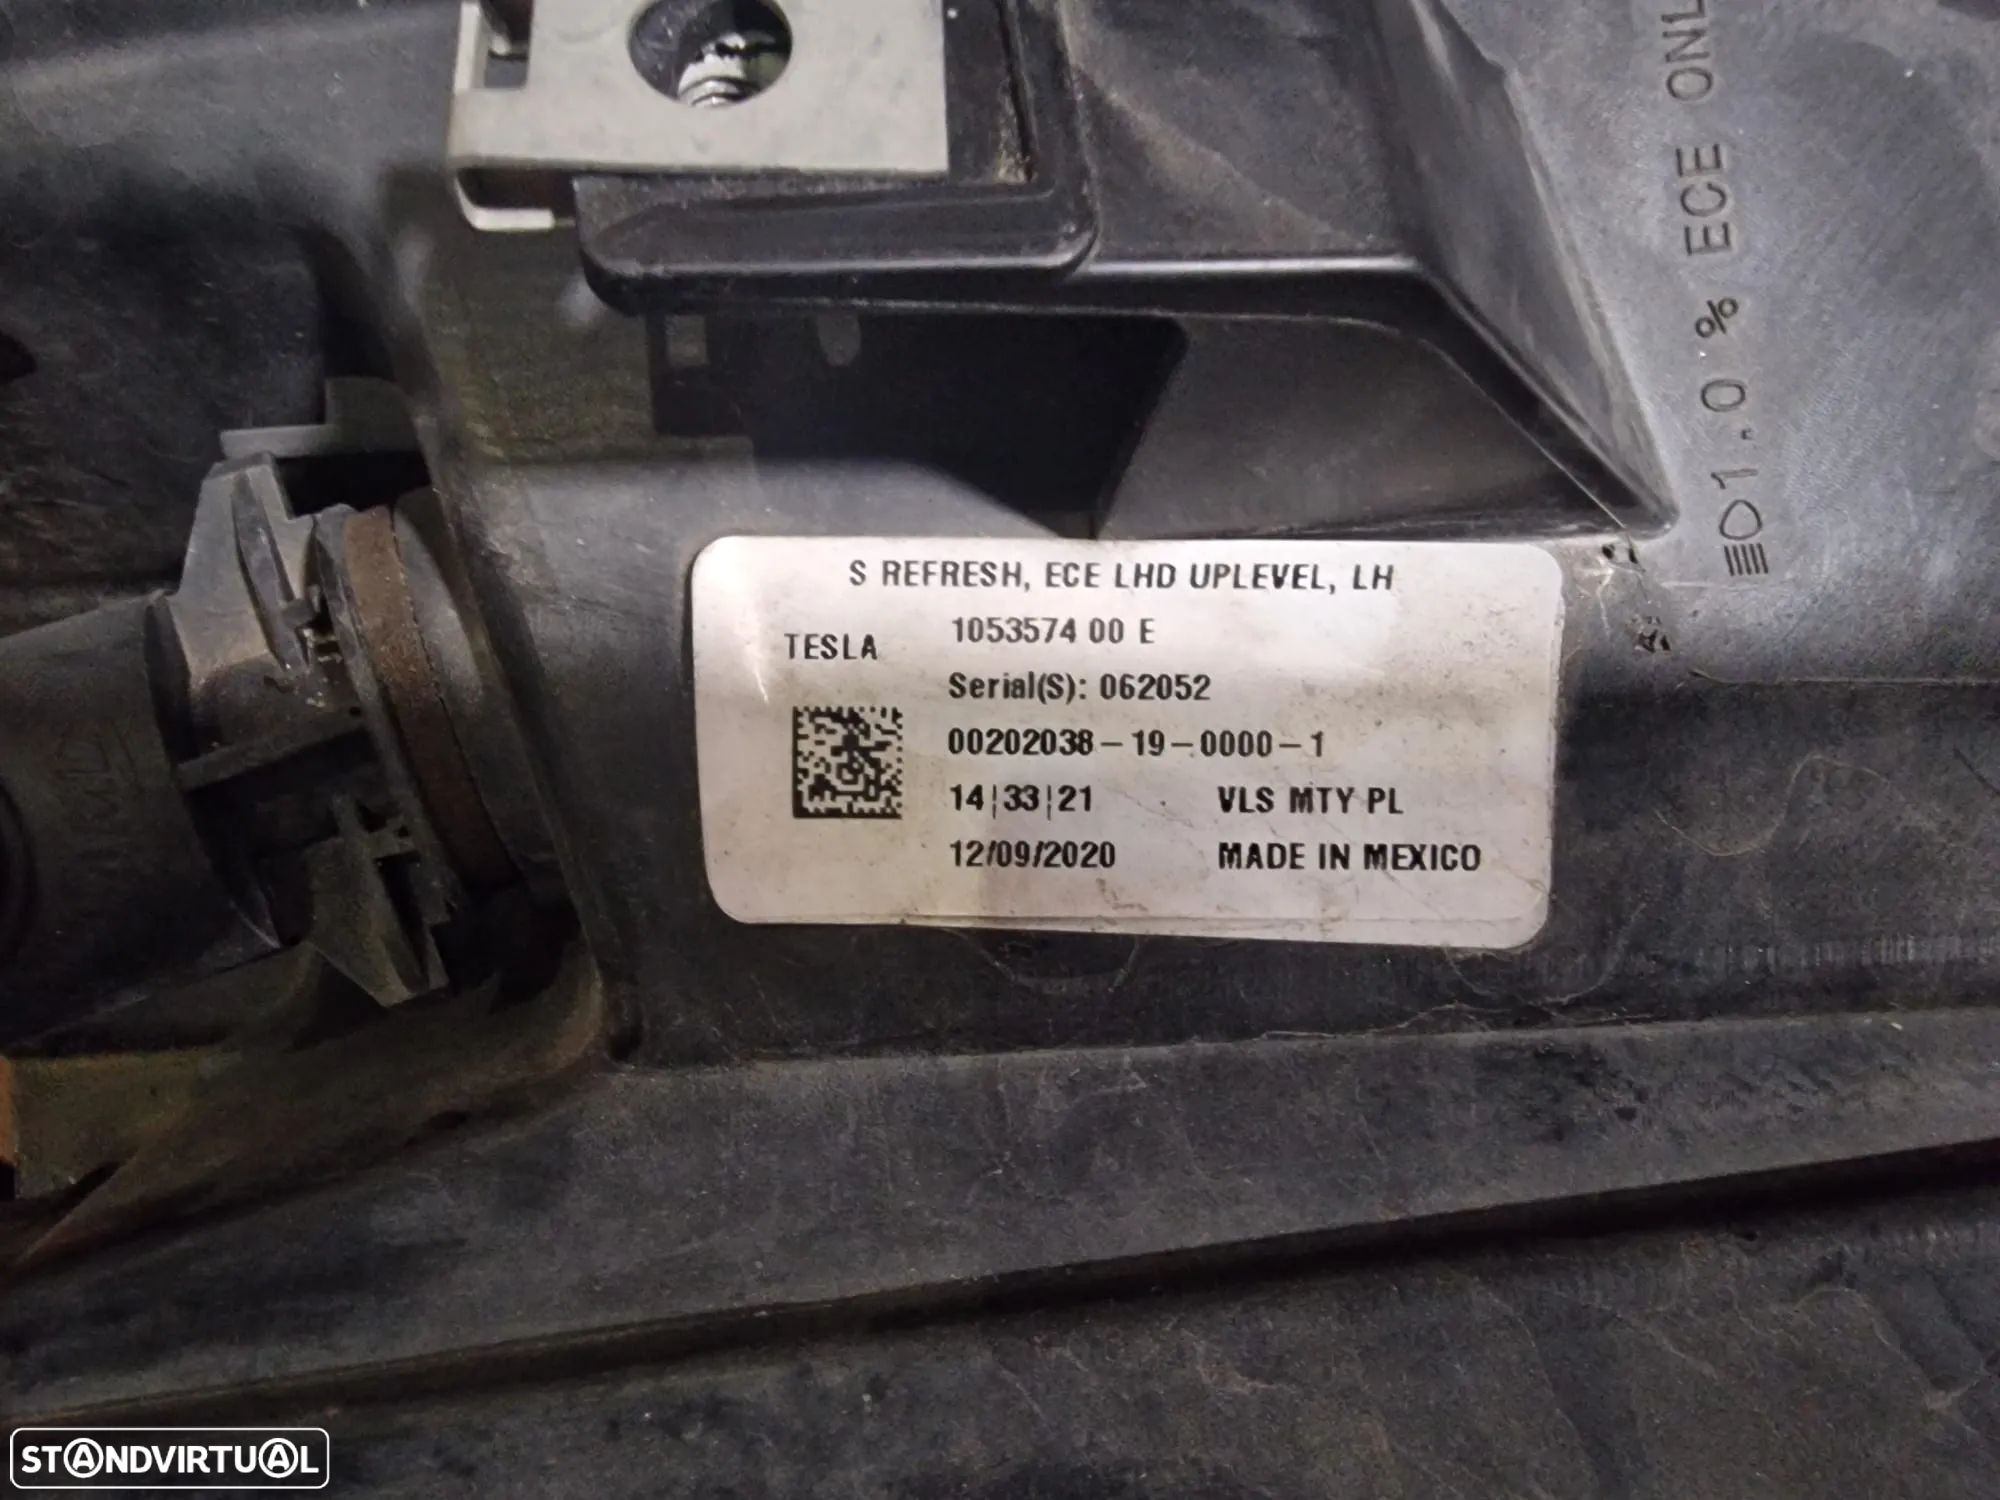 1.0 % ECE ONL
S REFRESH, ECE LHD UPLEVEL, LH
TESLA
1053574 00 E
Serial(S): 062052
00202038-19-0000-1
14|33|21 VLS MTY PL
12/09/2020 MADE IN MEXICO
STANDVIRTUAL